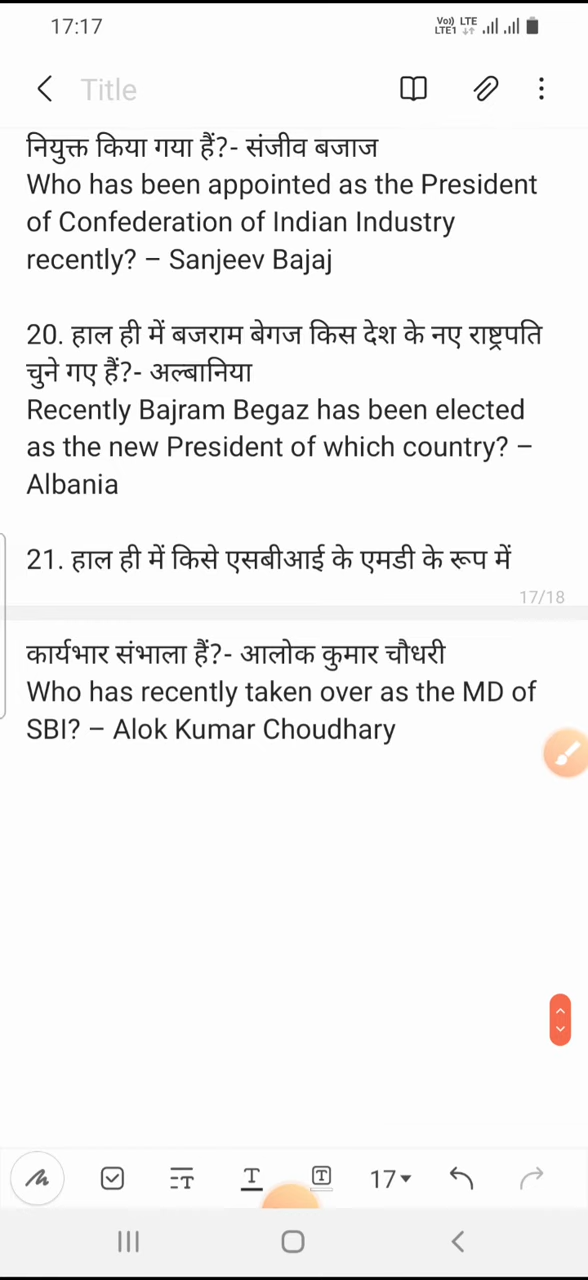 17:17
Vo) LTE
LTE1
Title
नियुक्त किया गया हैं?- संजीव बजाज
Who has been appointed as the President
of Confederation of Indian Industry
recently? – Sanjeev Bajaj
20. हाल ही में बजराम बेगज किस देश के नए राष्ट्रपति
चुने गए हैं?- अल्बानिया
Recently Bajram Begaz has been elected
as the new President of which country? –
Albania
21. हाल ही में किसे एसबीआई के एमडी के रूप में
17/18
कार्यभार संभाला हैं?- आलोक कुमार चौधरी
Who has recently taken over as the MD of
SBI? – Alok Kumar Choudhary
17